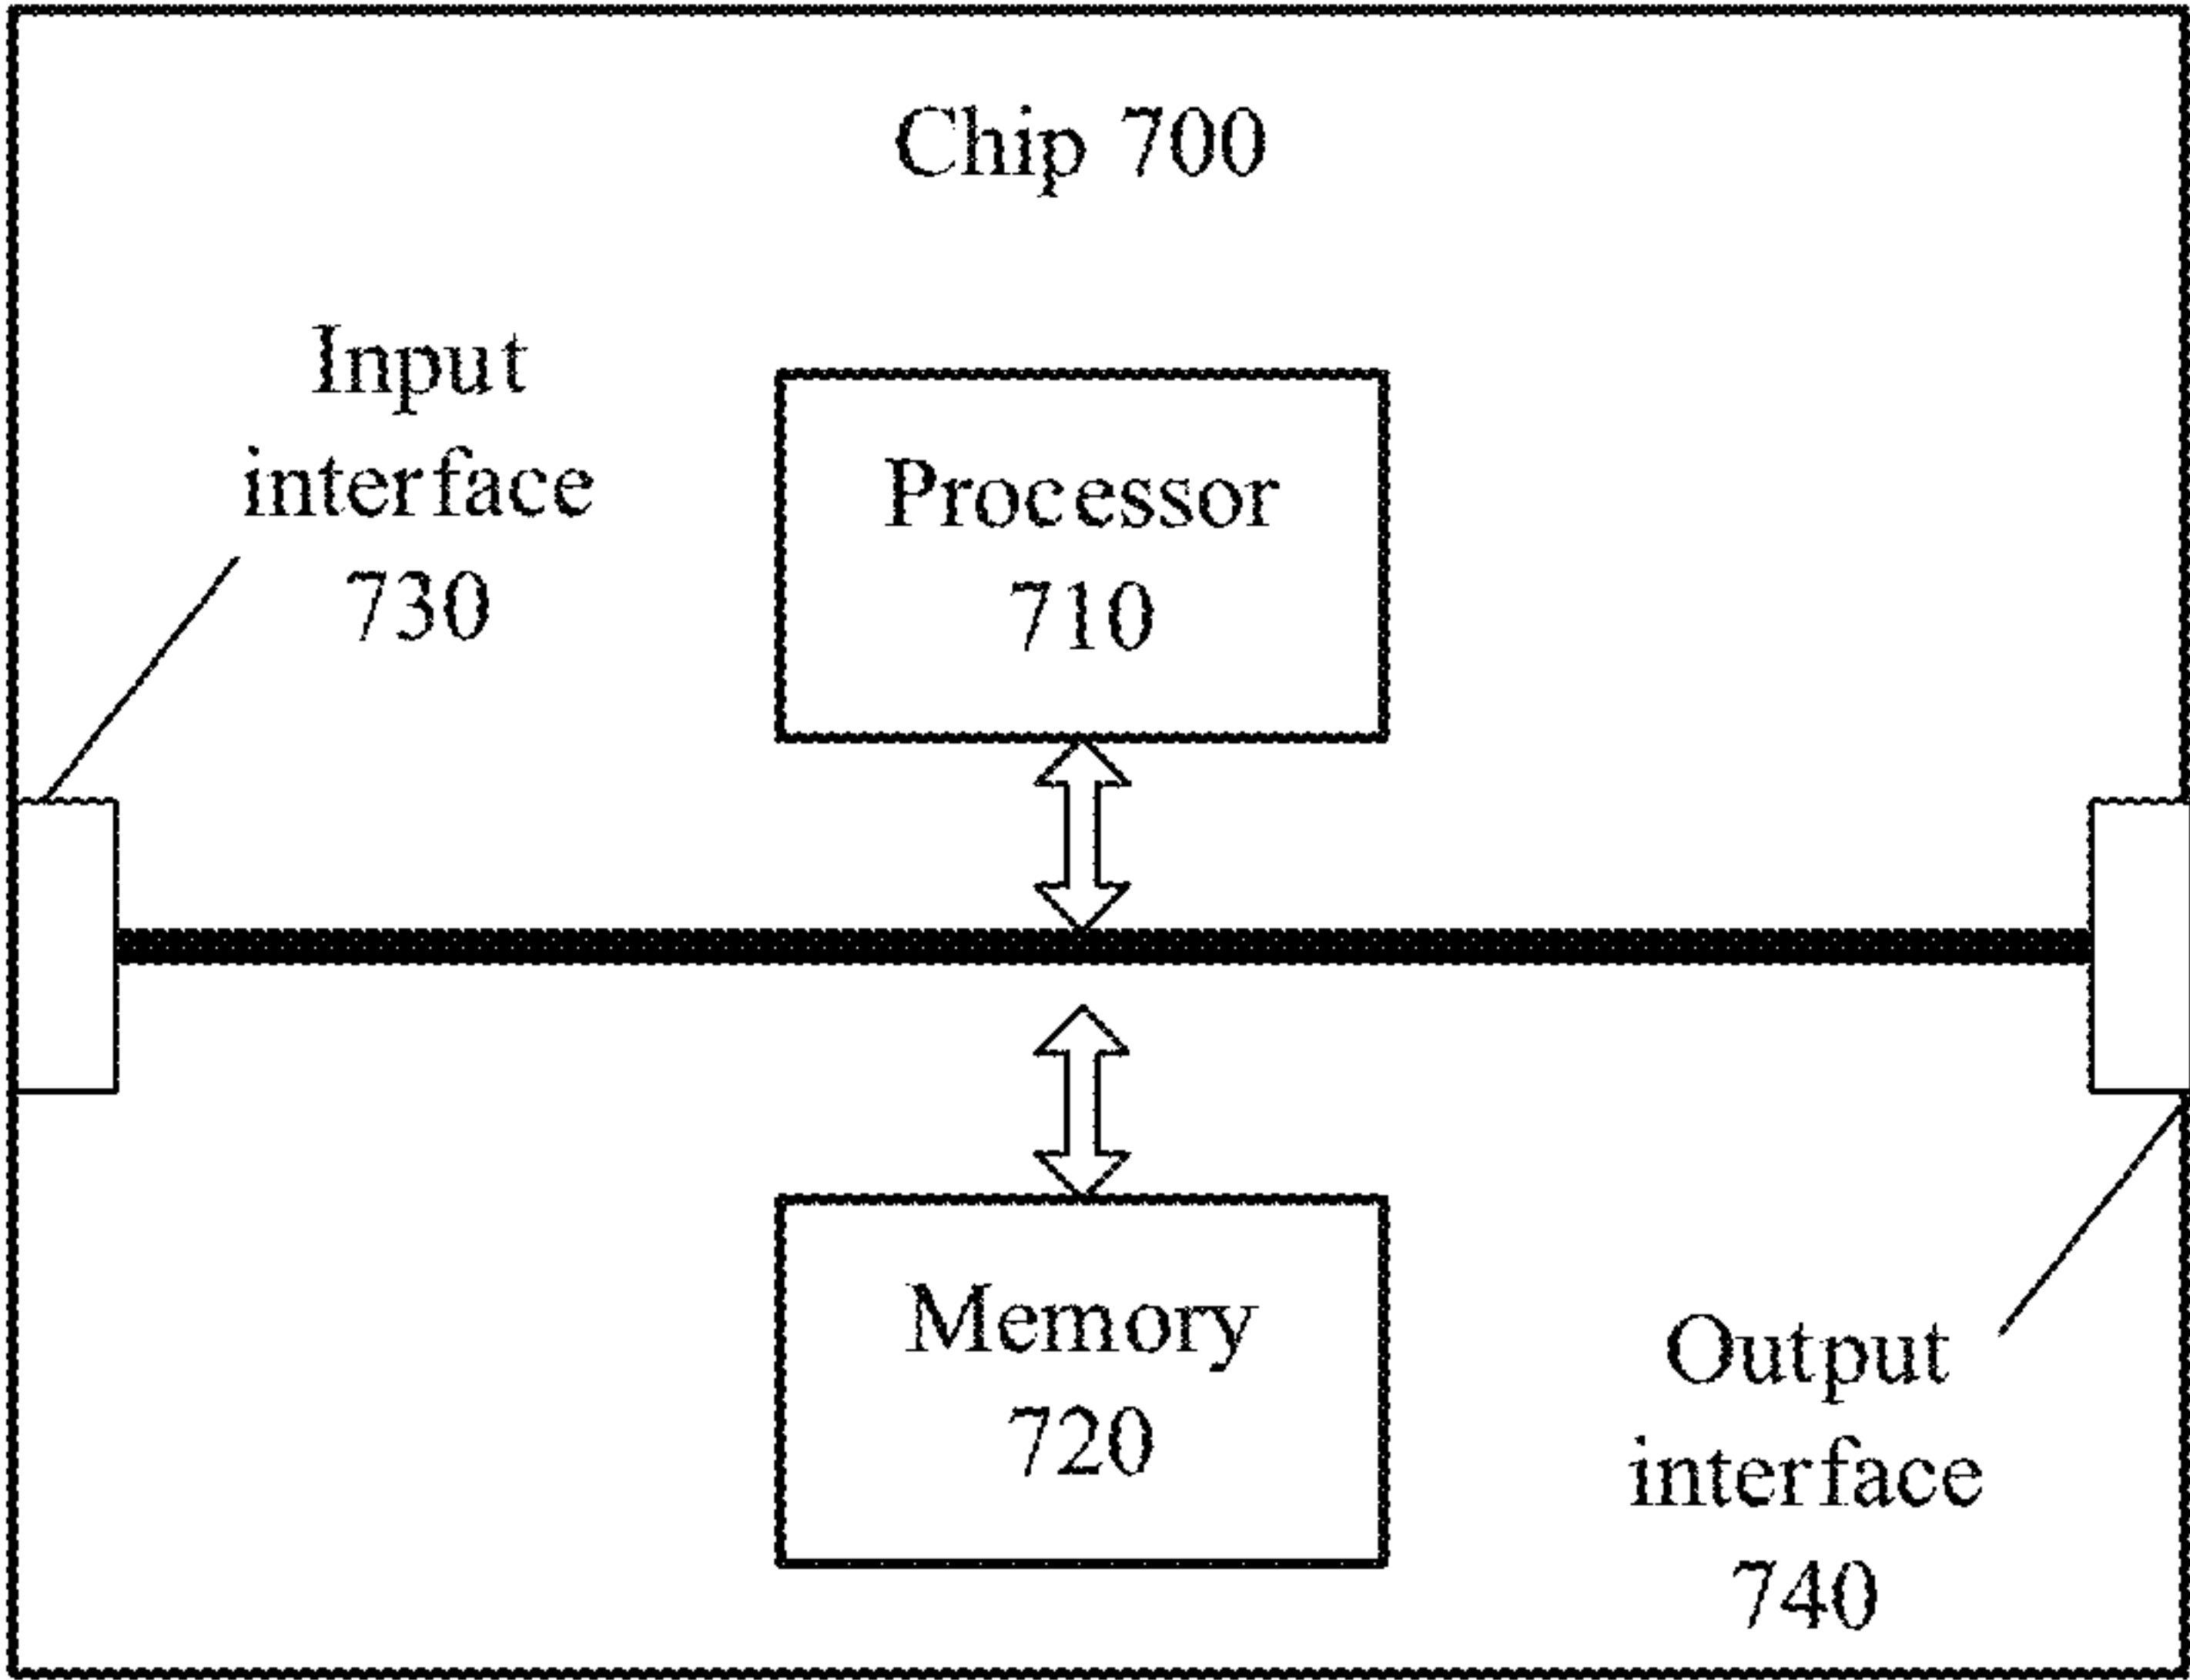 Chip 700
Input
interface
730
Processor
710
Memory
720
Output
interface
740